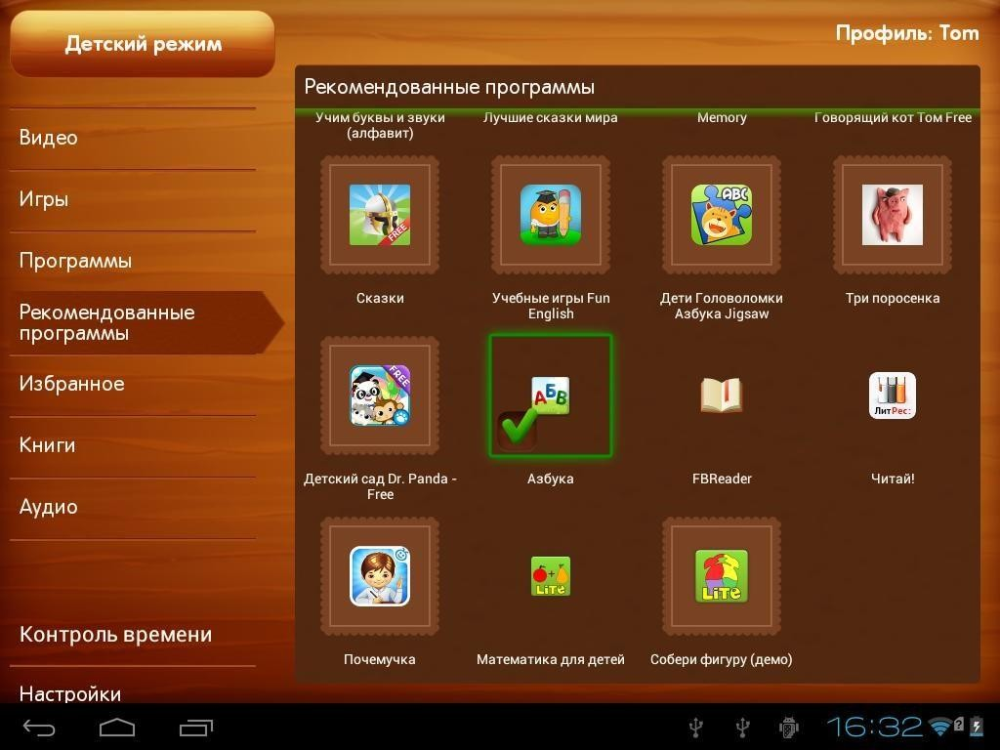 Детский режим
Профиль: Tom
Видео
Игры
Программы
Рекомендованные
программы
Избранное
Книги
Аудио
Контроль времени
Настройки
Рекомендованные программы
Учим буквы и звуки
(алфавит)
Лучшие сказки мира
Memory
Говорящий кот Том Free
FREE
ABC
Сказки
Учебные игры Fun
English
Дети Головоломки
Азбука Jigsaw
Три поросенка
FREE
АБВ
ЛитРес:
Детский сад Dr. Panda -
Free
Азбука
FBReader
Читай!
LiTe
LiTe
Почемучка
Математика для детей
Собери фигуру (демо)
16:32